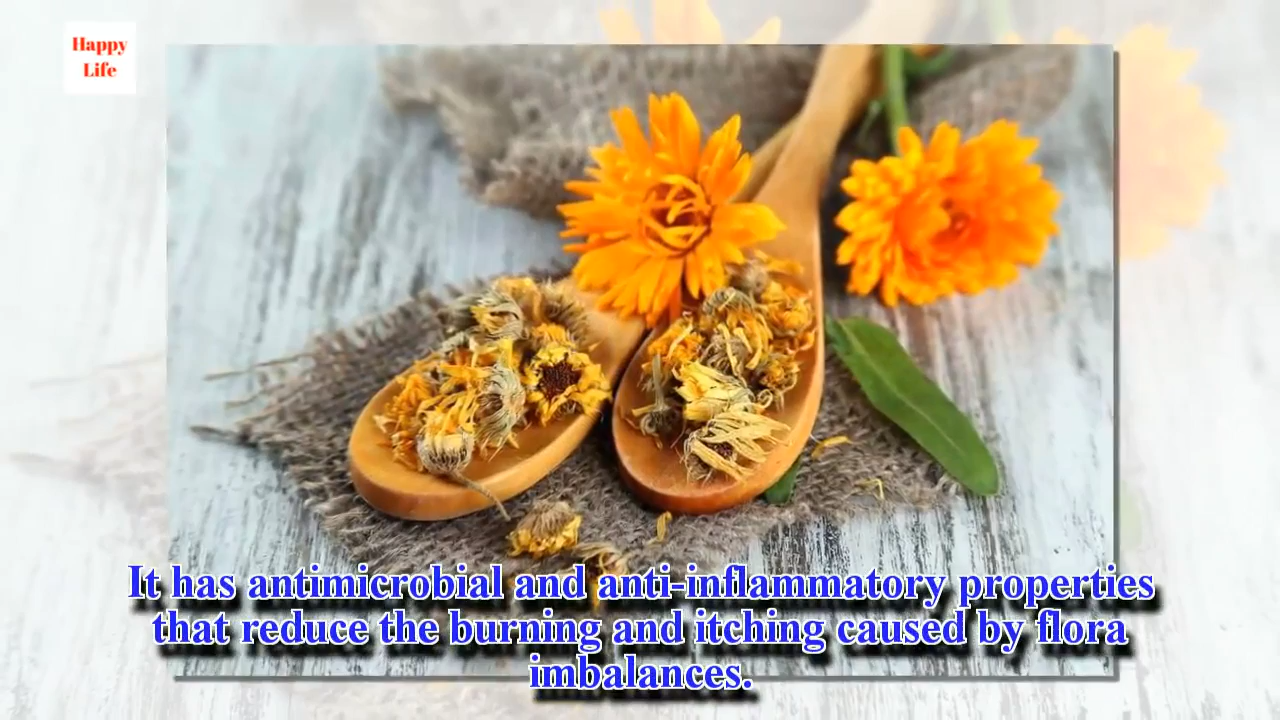 Happy
Life
It has antimicrobial and anti-inflammatory properties
that reduce the burning and itching caused by flora
imbalances.